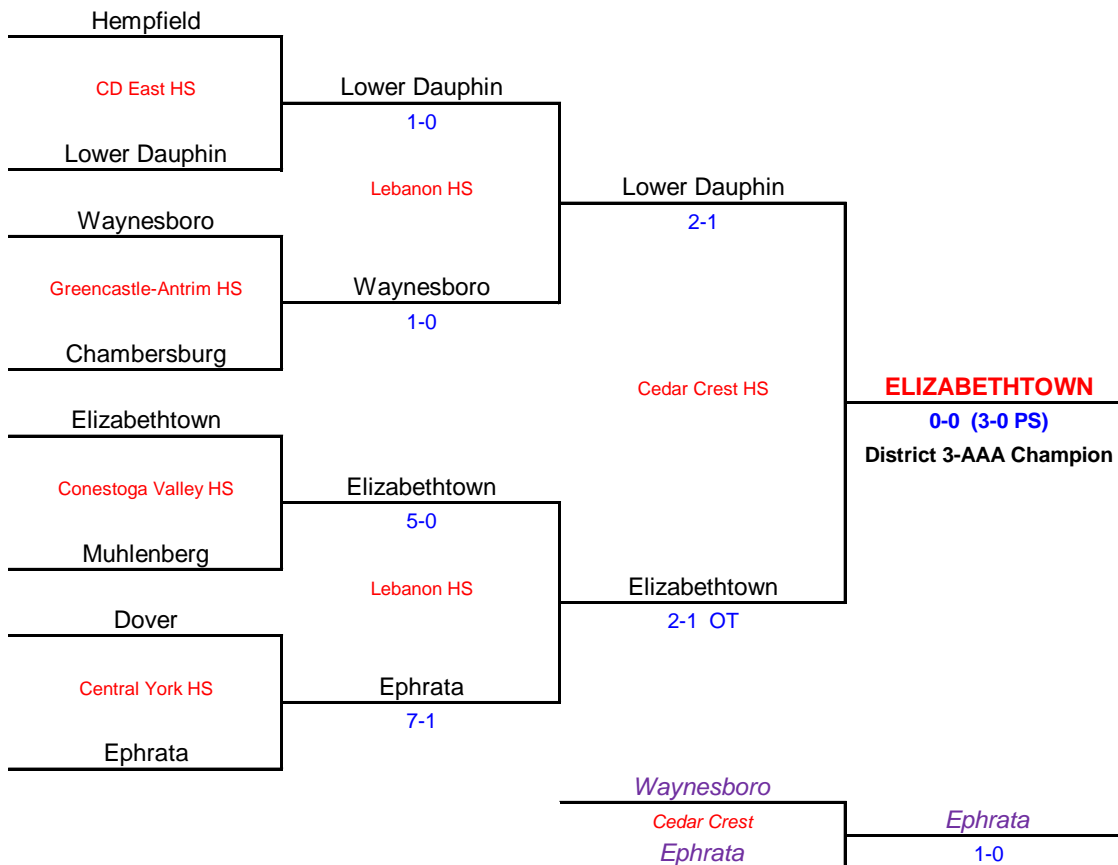 Hempfield
CD East HS
Lower Dauphin
1-0
Lower Dauphin
Lebanon HS
Lower Dauphin
2-1
Waynesboro
Greencastle-Antrim HS
Waynesboro
1-0
Chambersburg
Cedar Crest HS
ELIZABETHTOWN
0-0 (3-0 PS)
District 3-AAA Champion
Elizabethtown
Conestoga Valley HS
Elizabethtown
5-0
Muhlenberg
Lebanon HS
Elizabethtown
2-1 OT
Dover
Central York HS
Ephrata
7-1
Ephrata
Waynesboro
Cedar Crest
Ephrata
Ephrata
1-0